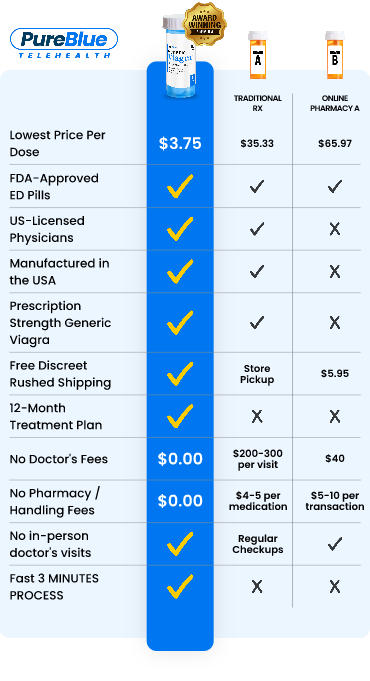 PureBlue
TELEHEALTH
AWARD
WINNING
A
B
TRADITIONAL
RX
ONLINE
PHARMACY A
Lowest Price Per
Dose
$3.75
$35.33
$65.97
FDA-Approved
ED Pills
US-Licensed
Physicians
X
Manufactured in
the USA
X
Prescription
Strength Generic
Viagra
X
Free Discreet
Rushed Shipping
Store
Pickup
$5.95
12-Month
Treatment Plan
X
X
No Doctor's Fees
$0.00
$200-300
per visit
$40
No Pharmacy /
Handling Fees
$0.00
$4-5 per
medication
$5-10 per
transaction
No in-person
doctor's visits
Regular
Checkups
Fast 3 MINUTES
PROCESS
X
X